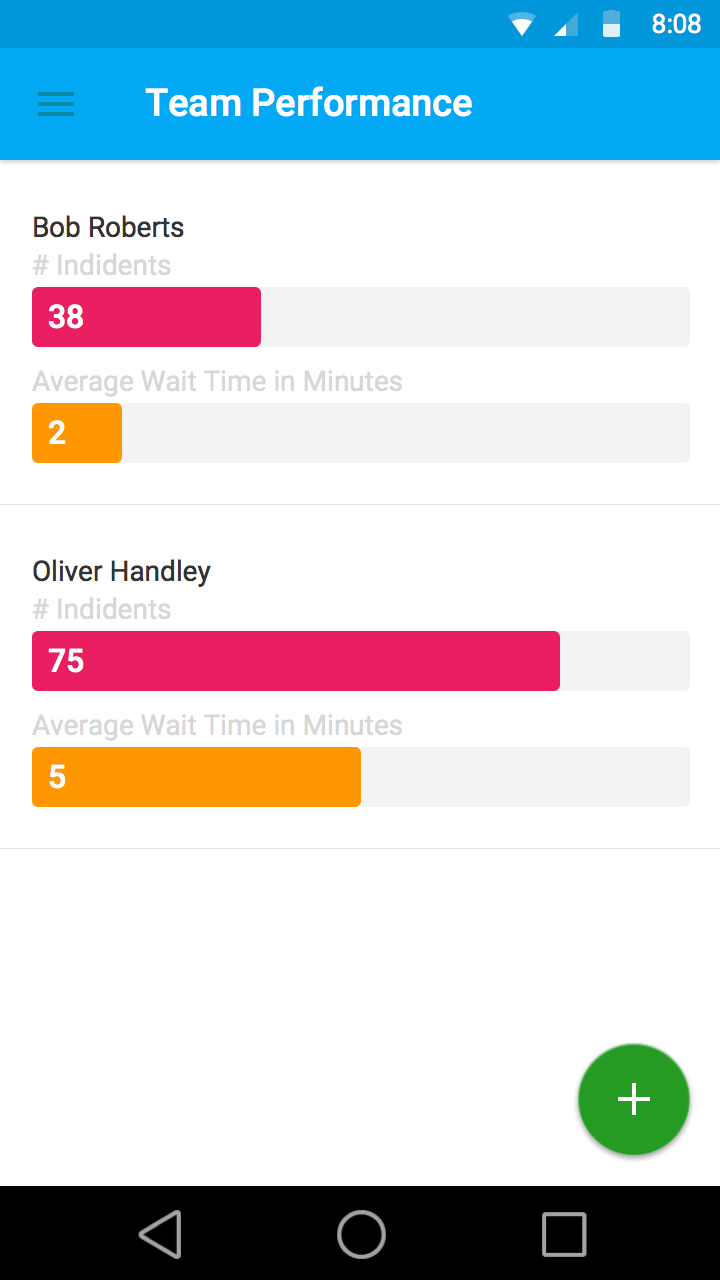 8:08
Team Performance
Bob Roberts
# Indidents
38
Average Wait Time in Minutes
2
Oliver Handley
# Indidents
75
Average Wait Time in Minutes
5